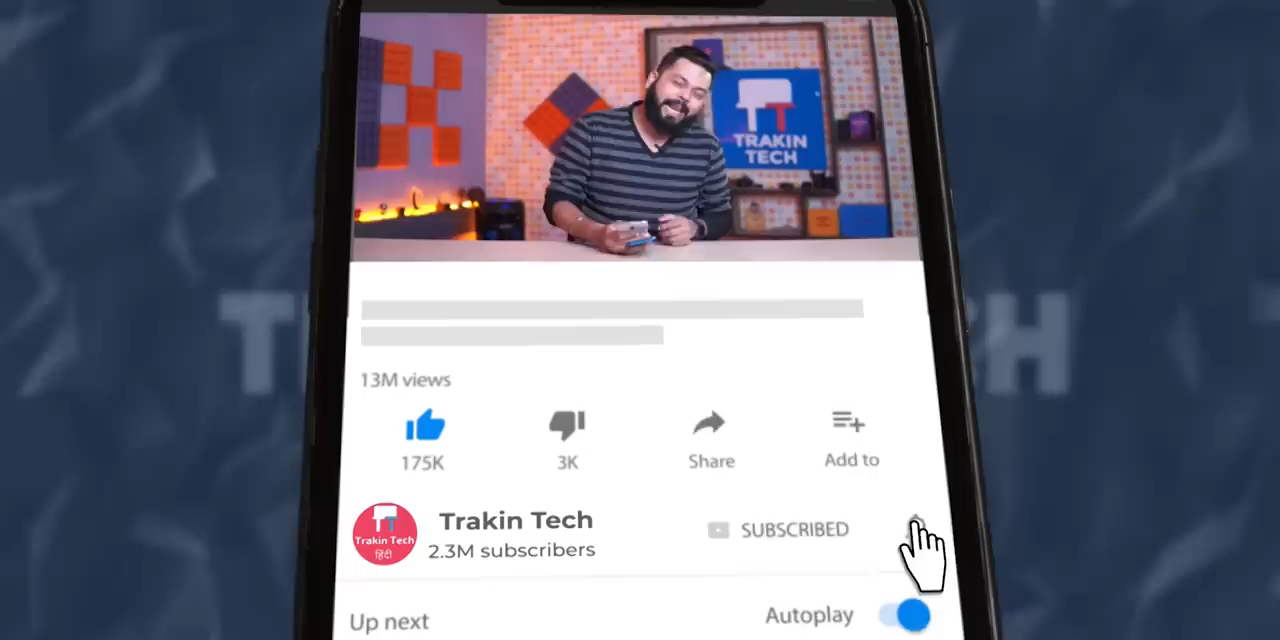 TRAKIN
TECH
13M views
175K
3K
Share
Add to
Trakin Tech
हिंदी
Trakin Tech
2.3M subscribers
SUBSCRIBED
Up next
Autoplay